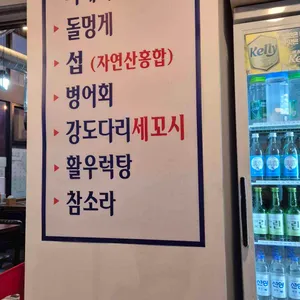 ▸ 돌멍게
▸ 섭 (자연산홍합)
▸ 병어회
▸ 강도다리세꼬시
▸ 활우럭탕
▸ 참소라
Kelly